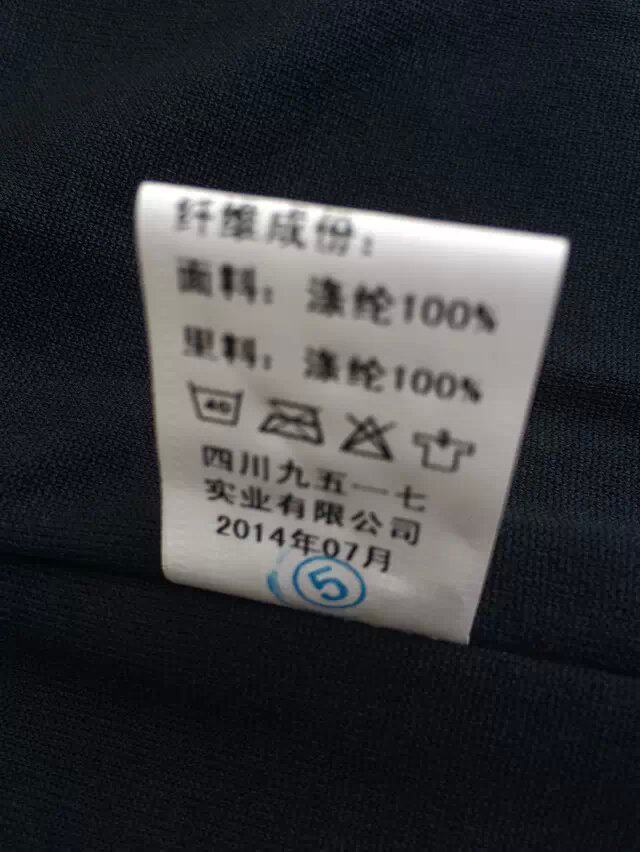 纤维成份：
面料：涤纶100%
里料：涤纶100%
40
四川九五一七
实业有限公司
2014年07月
5